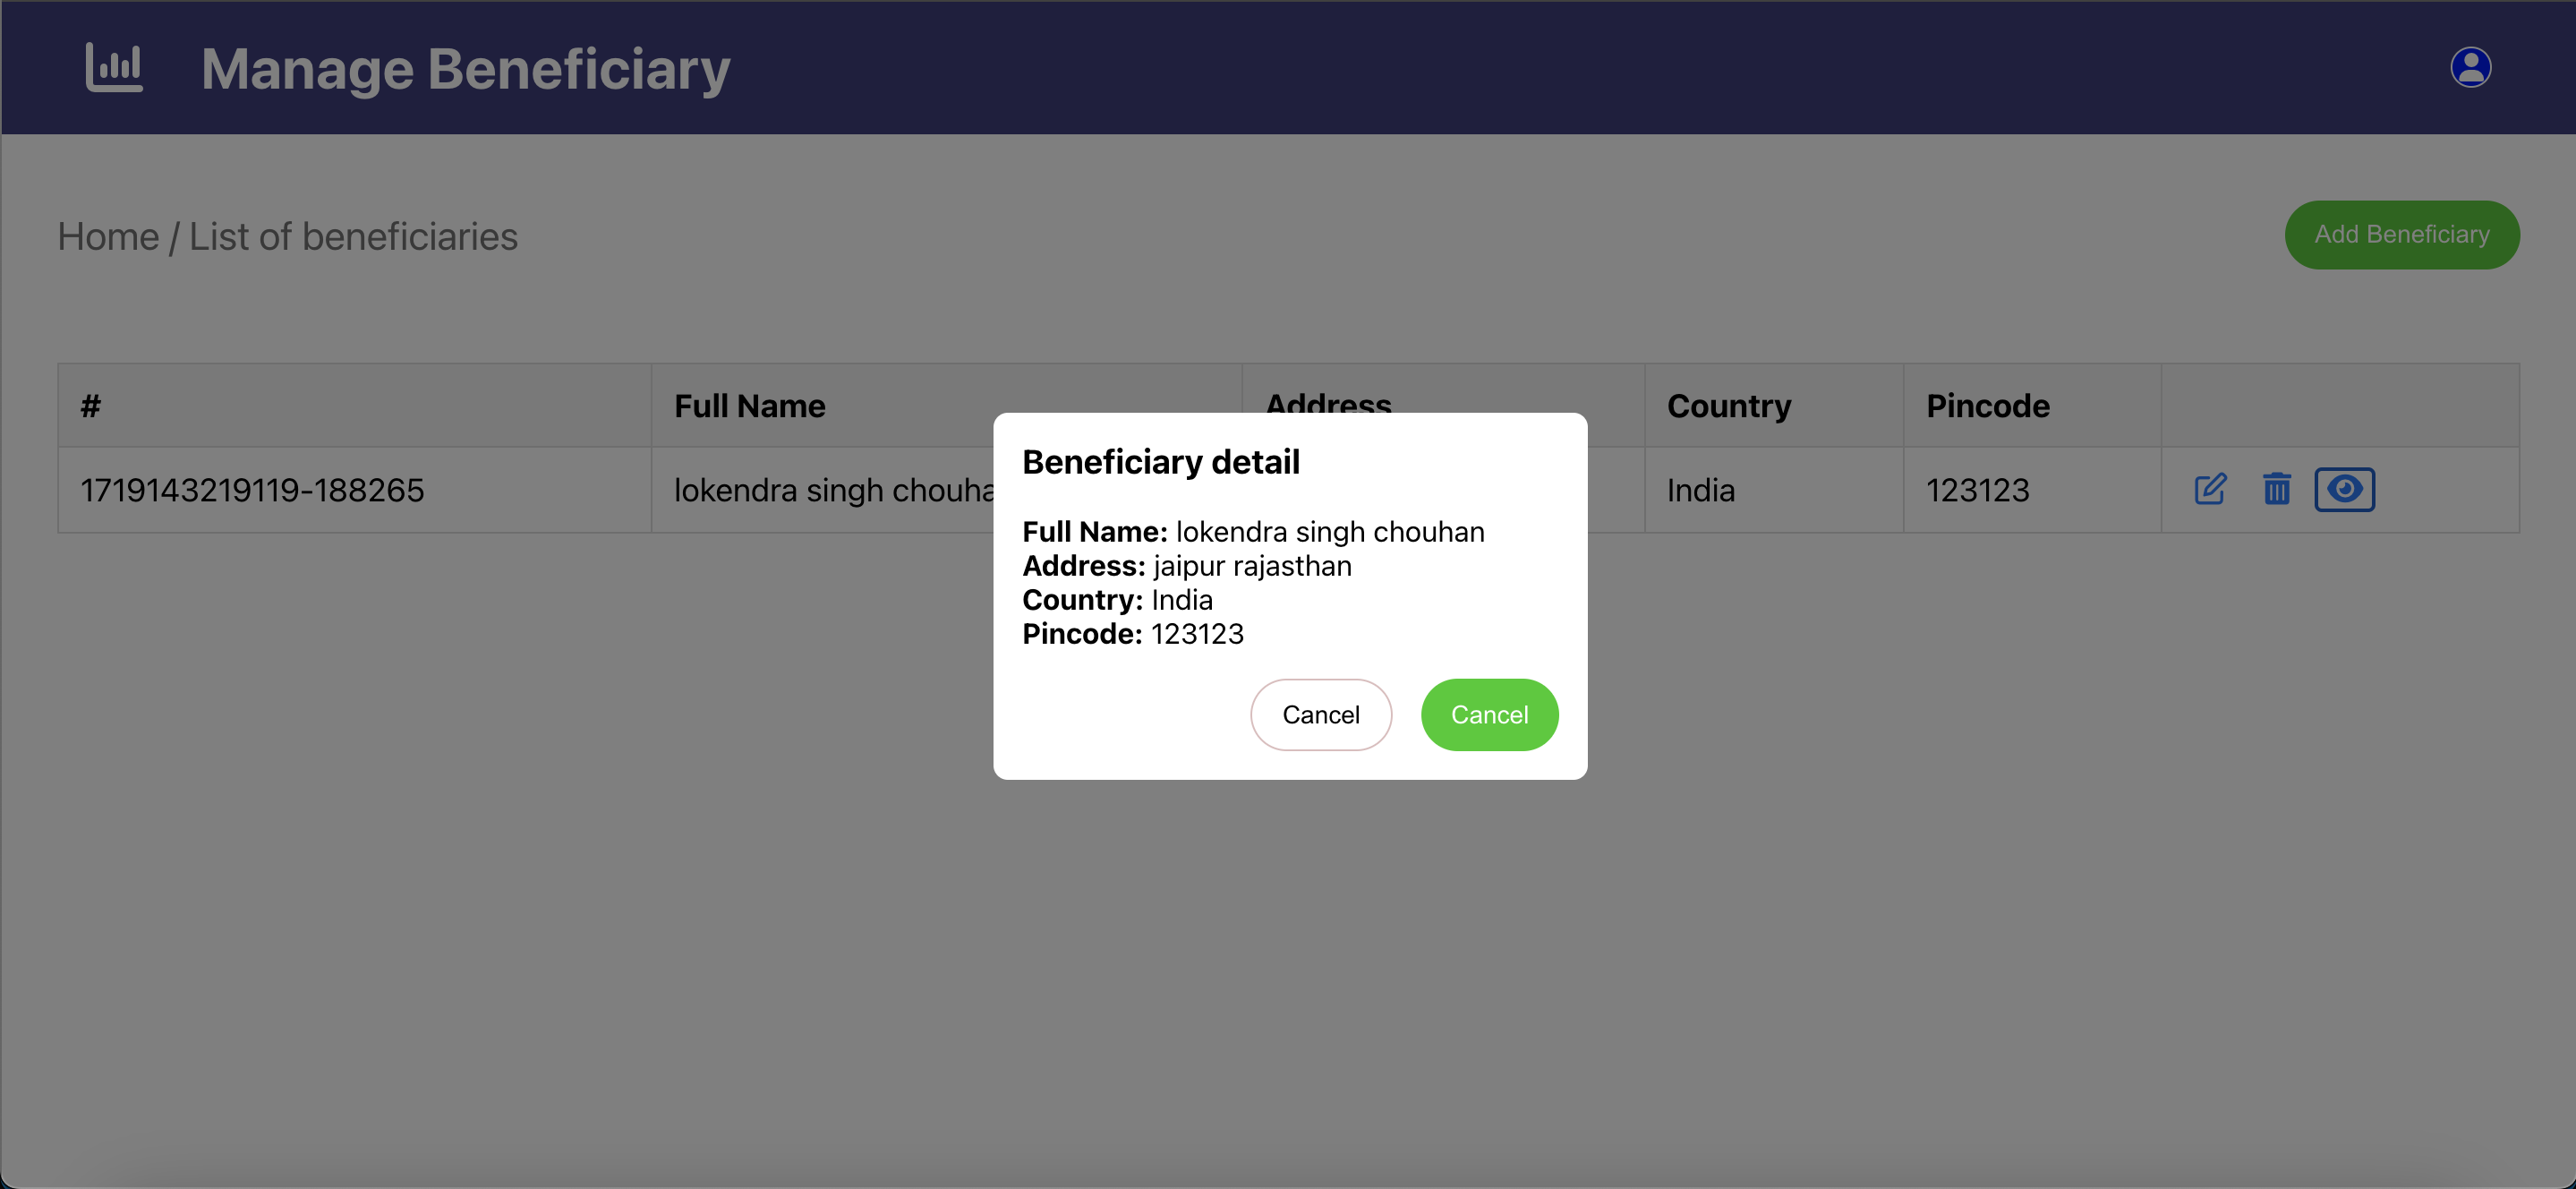 Manage Beneficiary
Home / List of beneficiaries
Add Beneficiary
# Full Name Address Country Pincode
1719143219119-188265 lokendra singh chouha India 123123
Beneficiary detail
Full Name: lokendra singh chouhan
Address: jaipur rajasthan
Country: India
Pincode: 123123
Cancel Cancel